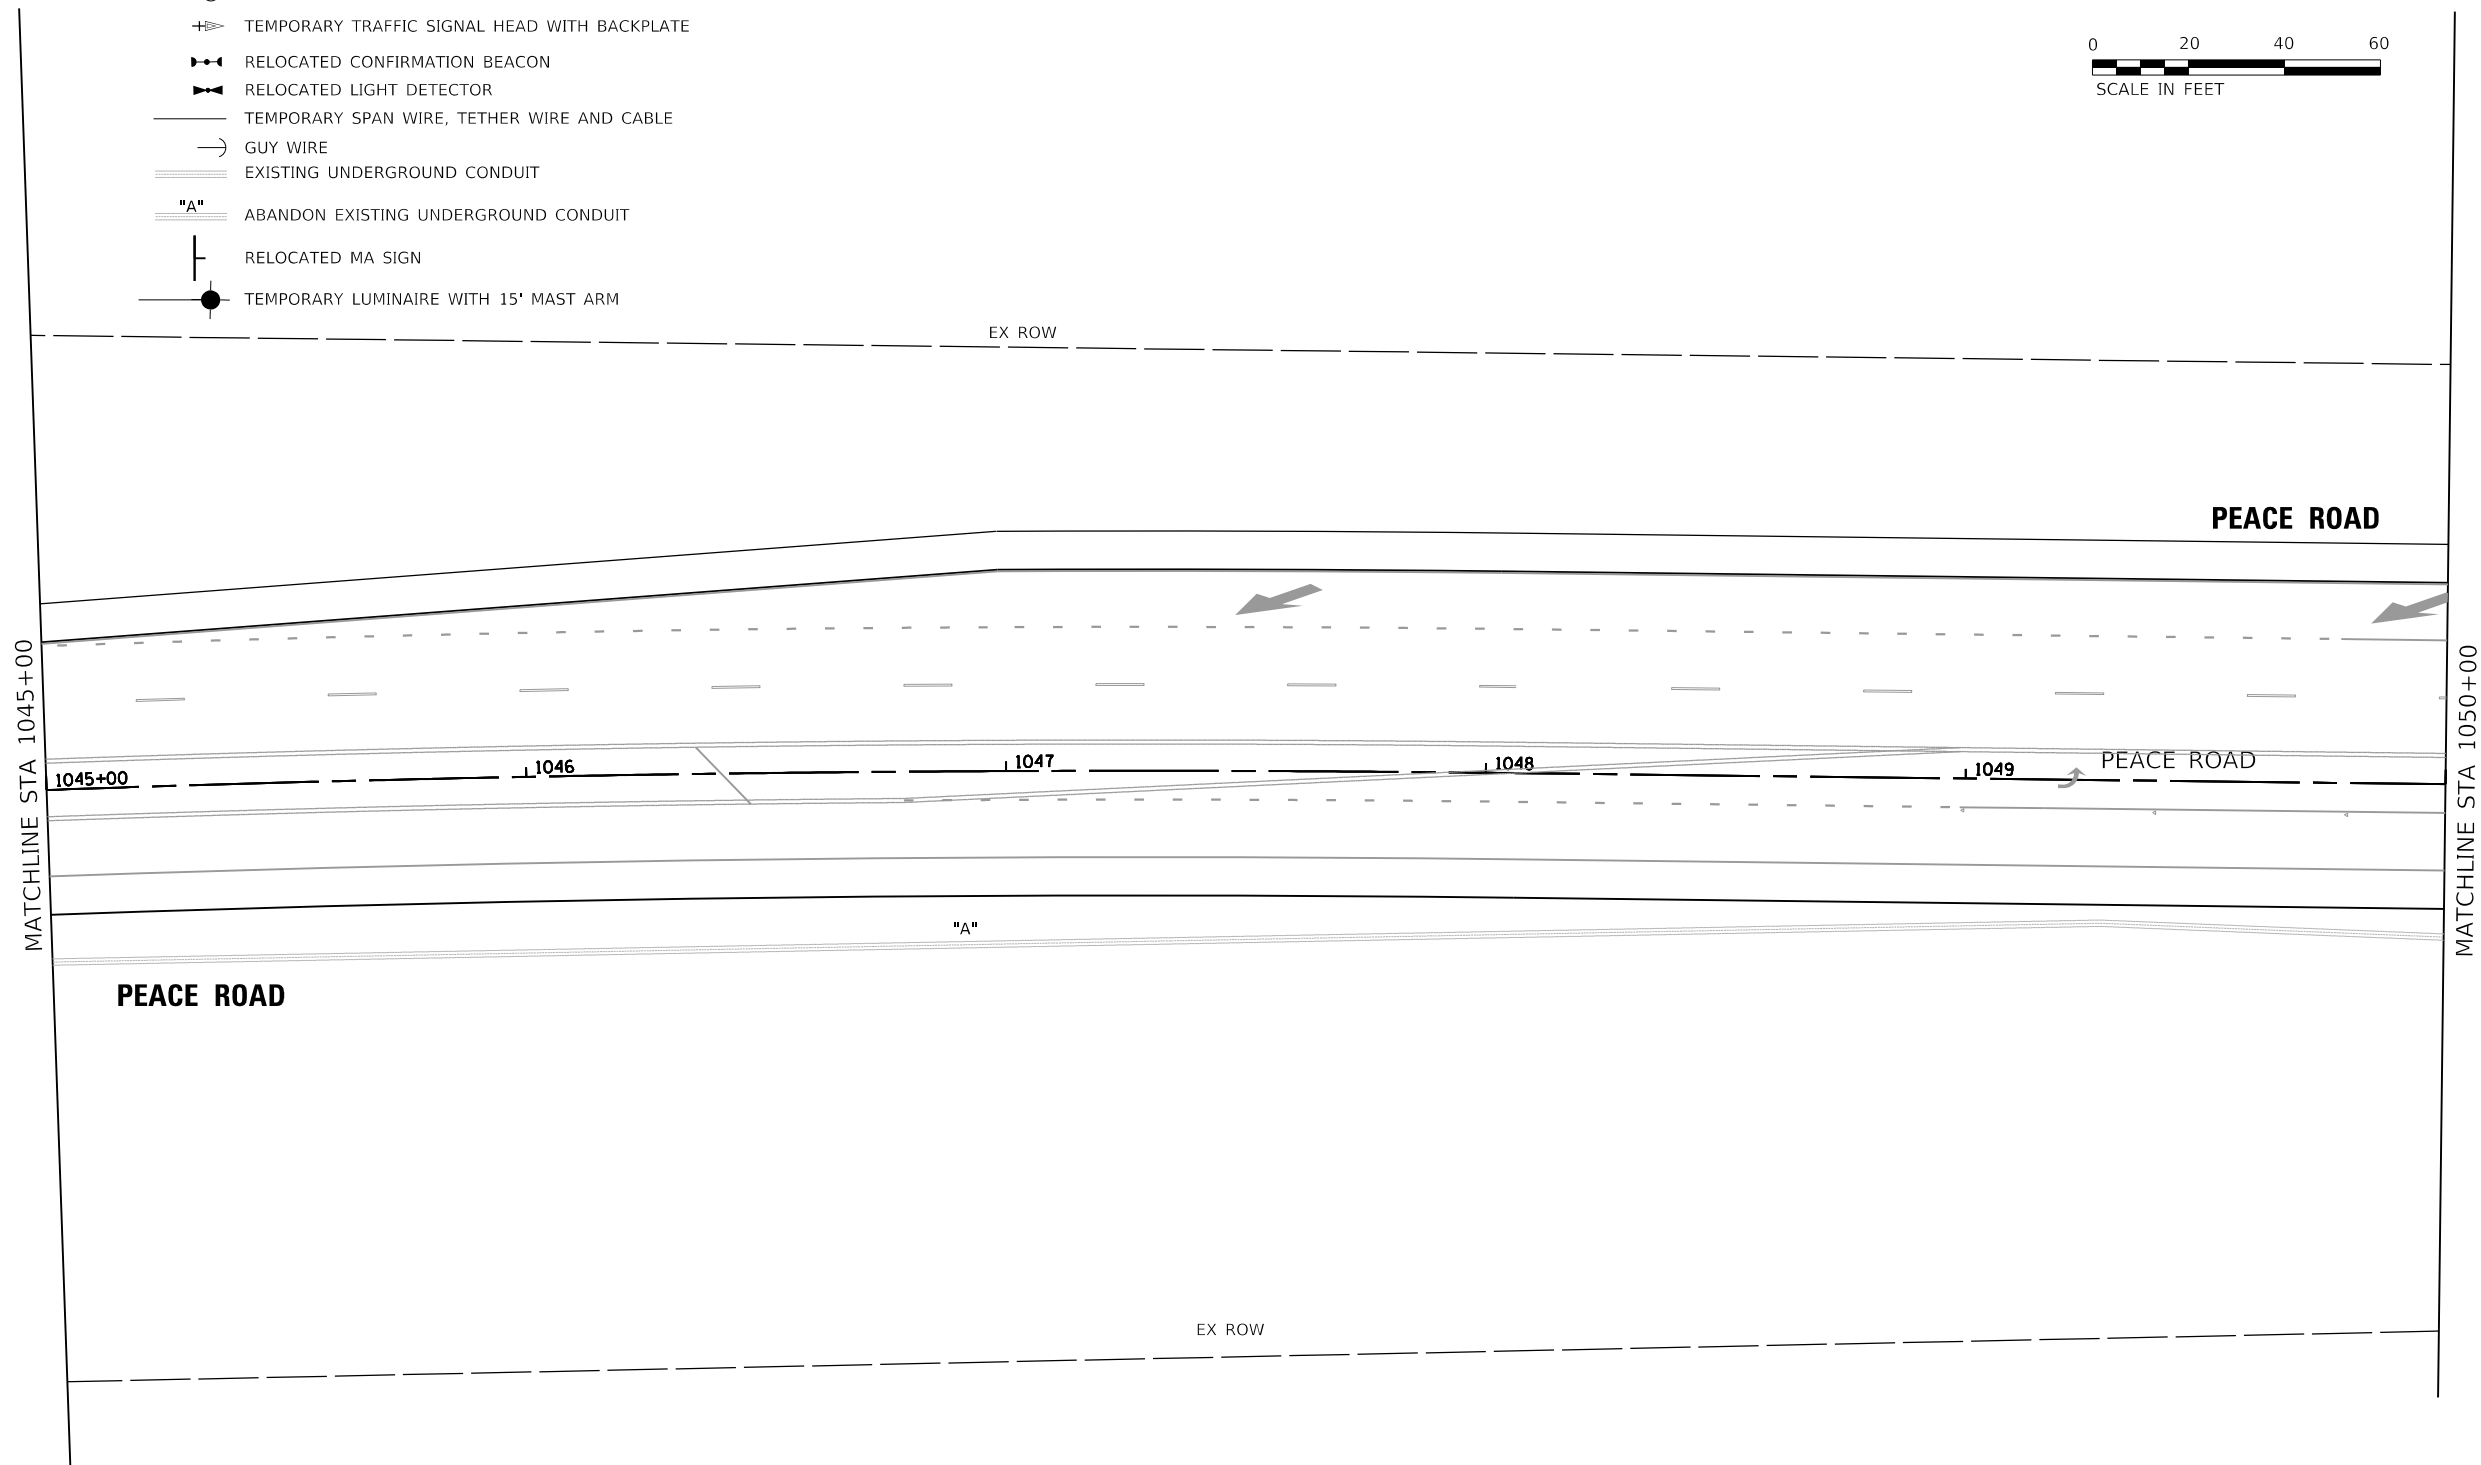 TEMPORARY TRAFFIC SIGNAL HEAD WITH BACKPLATE
RELOCATED CONFIRMATION BEACON
RELOCATED LIGHT DETECTOR
TEMPORARY SPAN WIRE, TETHER WIRE AND CABLE
GUY WIRE
EXISTING UNDERGROUND CONDUIT
"A"
ABANDON EXISTING UNDERGROUND CONDUIT
RELOCATED MA SIGN
TEMPORARY LUMINAIRE WITH 15' MAST ARM
0 20 40 60
SCALE IN FEET
EX ROW
PEACE ROAD
MATCHLINE STA 1045+00
1045+00
1046
1047
1048
1049
PEACE ROAD
MATCHLINE STA 1050+00
"A"
PEACE ROAD
EX ROW